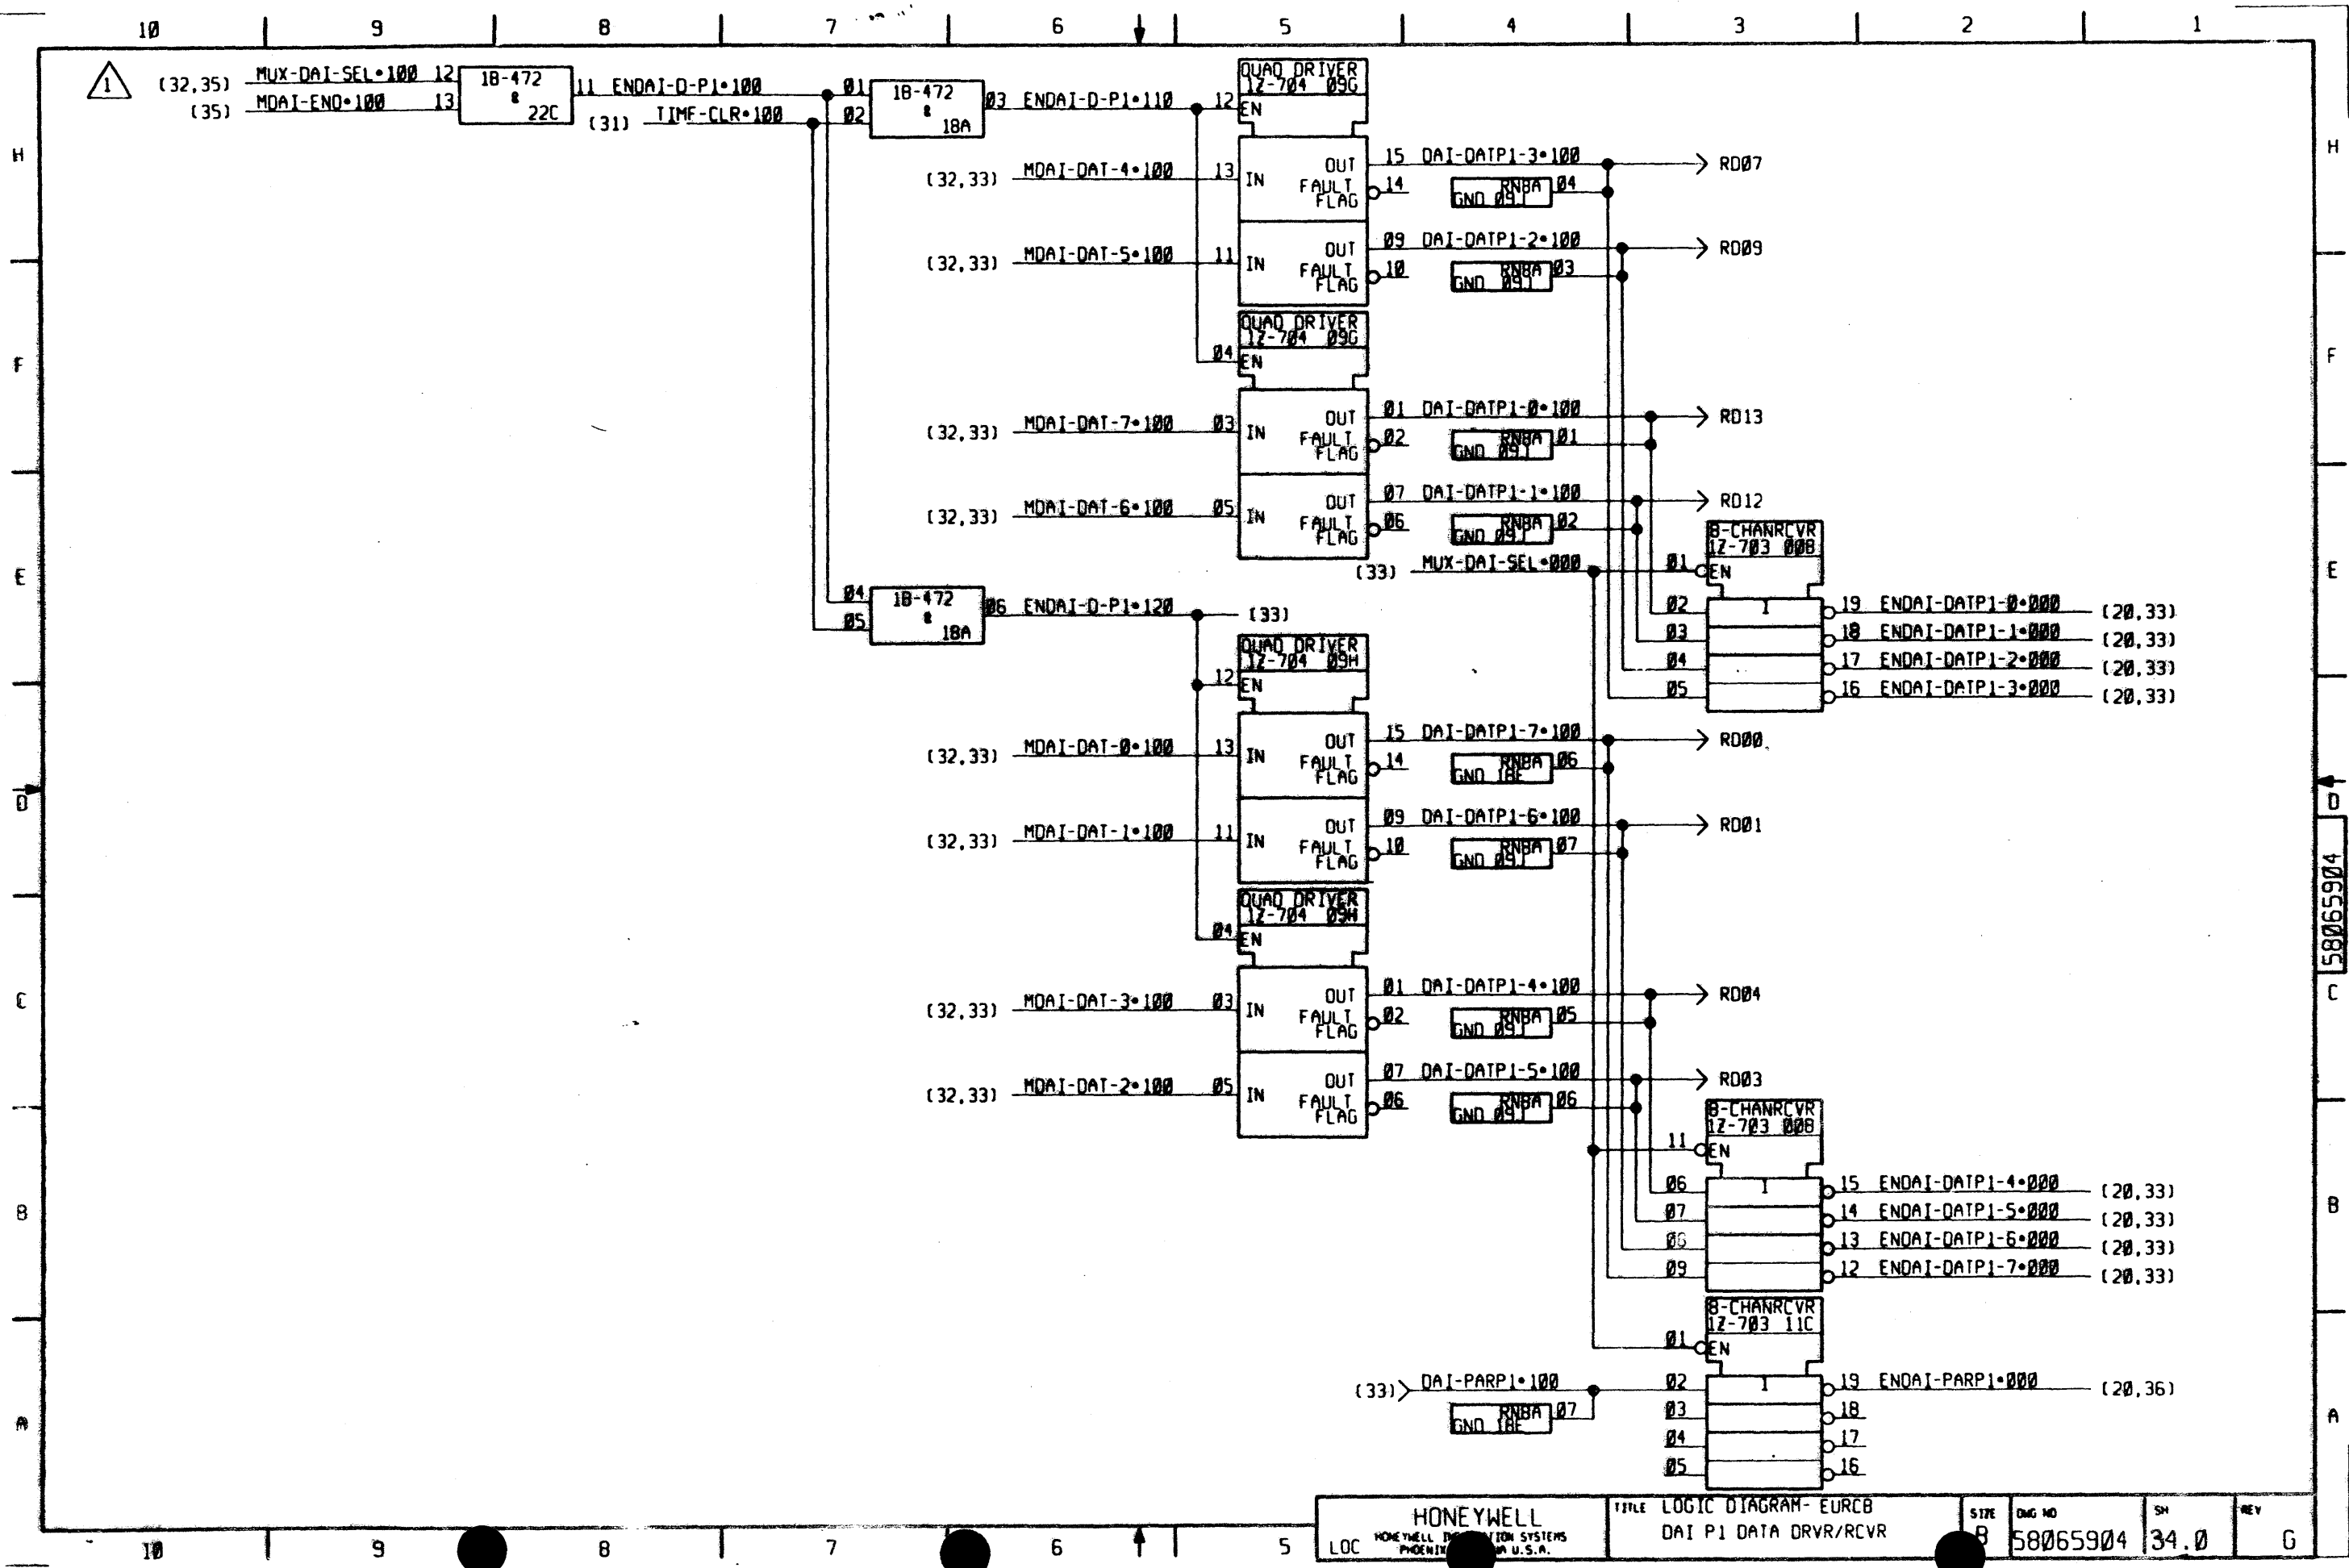 10 9 8 7 6 5 4 3 2 1
1
(32,35) MUX-DAI-SEL•100 12
(35) MDAI-END•100 13
1B-472
&
22C
11 ENDAI-D-P1•100 01
(31) TIMF-CLR•100 02
1B-472
&
18A
03 ENDAI-D-P1•110 12
QUAD DRIVER
1Z-704 09G
EN
H H
(32,33) MDAI-DAT-4•100 13 IN OUT 15 DAI-DATP1-3•100 RD07
FAULT FLAG 14 RN8A GND 09J 04
(32,33) MDAI-DAT-5•100 11 IN OUT 09 DAI-DATP1-2•100 RD09
FAULT FLAG 10 RN8A GND 09J 03
QUAD DRIVER
1Z-704 09G
04 EN
F F
(32,33) MDAI-DAT-7•100 03 IN OUT 01 DAI-DATP1-0•100 RD13
FAULT FLAG 02 RN8A GND 09J 01
(32,33) MDAI-DAT-6•100 05 IN OUT 07 DAI-DATP1-1•100 RD12
FAULT FLAG 06 RN8A GND 09J 02
8-CHANRCVR
1Z-703 00B
(33) MUX-DAI-SEL•000 01 EN
E E
04
05
1B-472
&
18A
06 ENDAI-D-P1•120 (33)
02 1 19 ENDAI-DATP1-0•000 (20,33)
03 18 ENDAI-DATP1-1•000 (20,33)
04 17 ENDAI-DATP1-2•000 (20,33)
05 16 ENDAI-DATP1-3•000 (20,33)
QUAD DRIVER
1Z-704 09H
12 EN
(32,33) MDAI-DAT-0•100 13 IN OUT 15 DAI-DATP1-7•100 RD00
FAULT FLAG 14 RN8A GND 18E 06
D D
(32,33) MDAI-DAT-1•100 11 IN OUT 09 DAI-DATP1-6•100 RD01
FAULT FLAG 10 RN8A GND 09J 07
58065904
QUAD DRIVER
1Z-704 09H
04 EN
C C
(32,33) MDAI-DAT-3•100 03 IN OUT 01 DAI-DATP1-4•100 RD04
FAULT FLAG 02 RN8A GND 09J 05
(32,33) MDAI-DAT-2•100 05 IN OUT 07 DAI-DATP1-5•100 RD03
FAULT FLAG 06 RN8A GND 09J 06
8-CHANRCVR
1Z-703 00B
11 EN
B B
06 1 15 ENDAI-DATP1-4•000 (20,33)
07 14 ENDAI-DATP1-5•000 (20,33)
08 13 ENDAI-DATP1-6•000 (20,33)
09 12 ENDAI-DATP1-7•000 (20,33)
8-CHANRCVR
1Z-703 11C
01 EN
(33) DAI-PARP1•100 02 1 19 ENDAI-PARP1•000 (20,36)
RN8A GND 18E 07
03 18
04 17
05 16
A A
LOC HONEYWELL
HONEYWELL SYSTEMS
U.S.A.
TITLE LOGIC DIAGRAM- EURCB
DAI P1 DATA DRVR/RCVR
SIZE B
DWG NO 58065904
SH 34.0
REV G
10 9 8 7 6 5